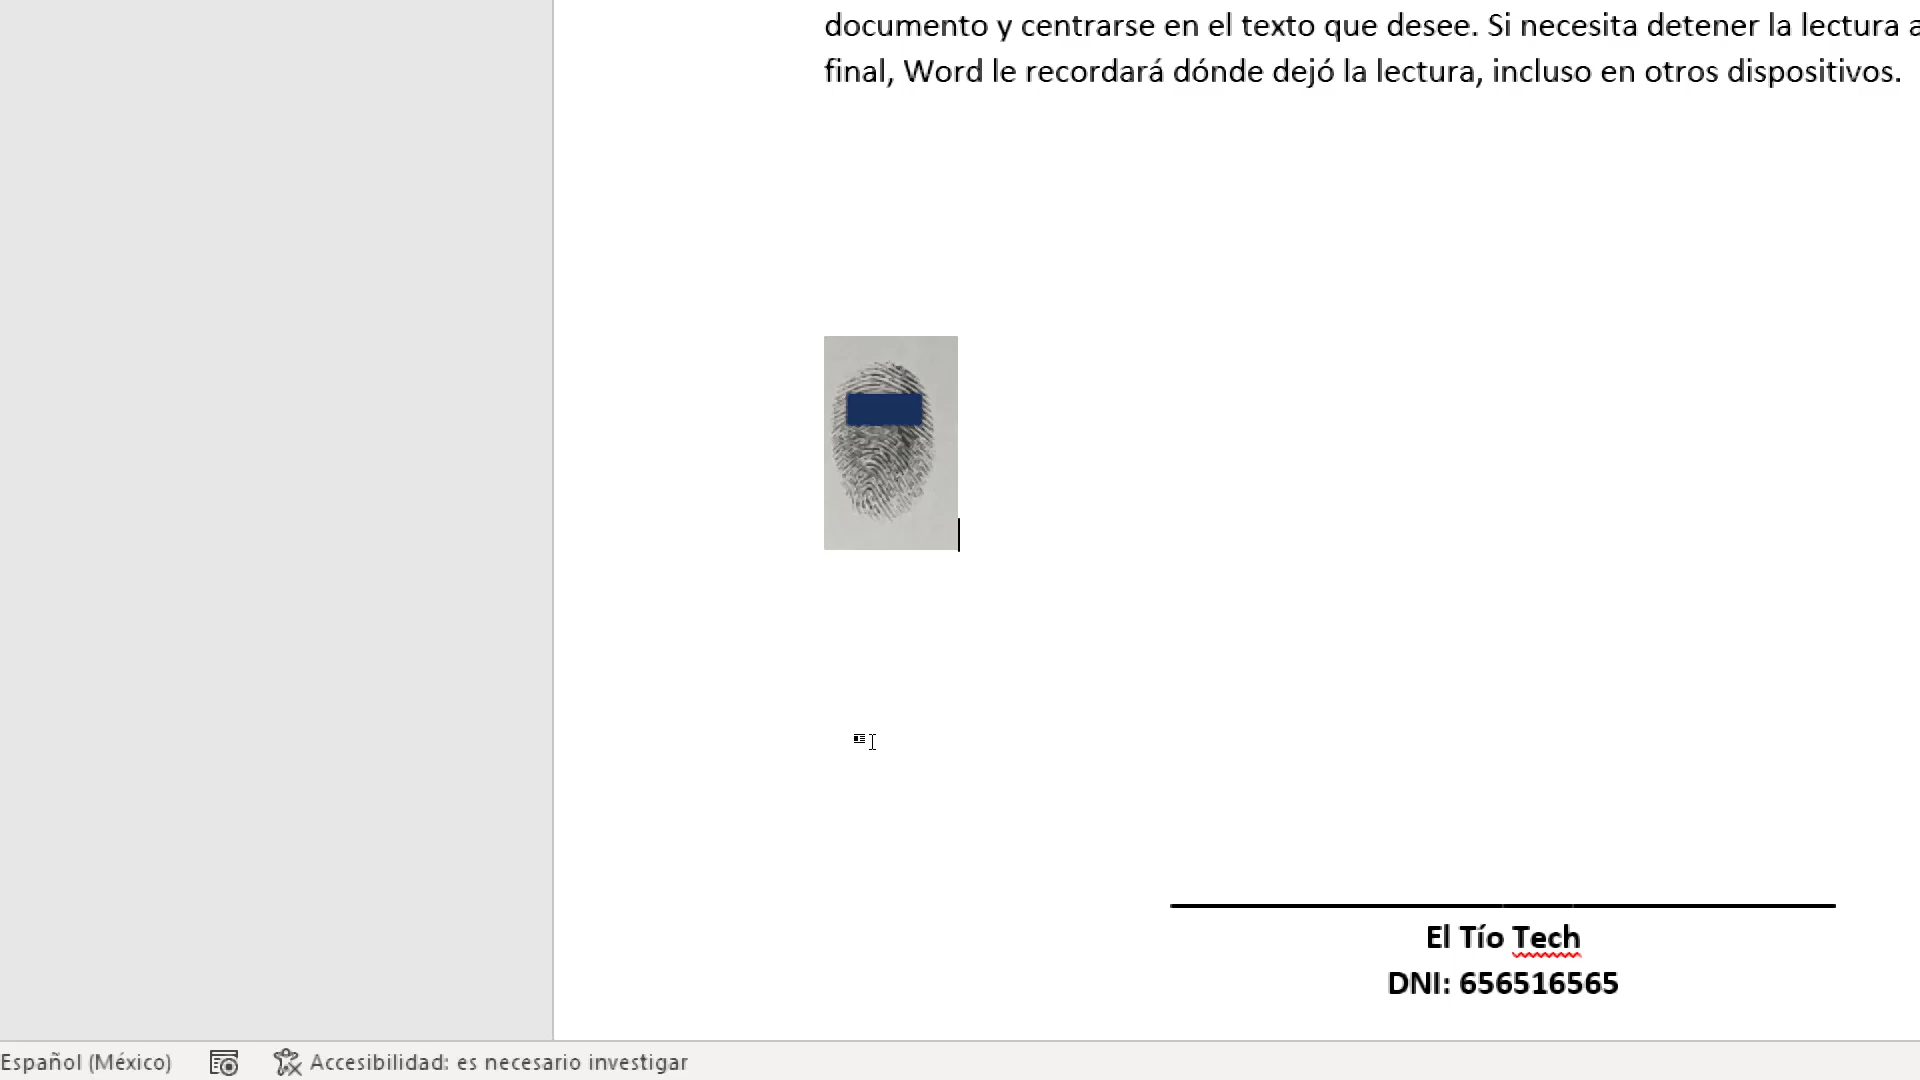 documento y centrarse en el texto que desee. Si necesita detener la lectura
final, Word le recordará dónde dejó la lectura, incluso en otros dispositivos.
El Tío Tech
DNI: 656516565
Español (México)
Accesibilidad: es necesario investigar